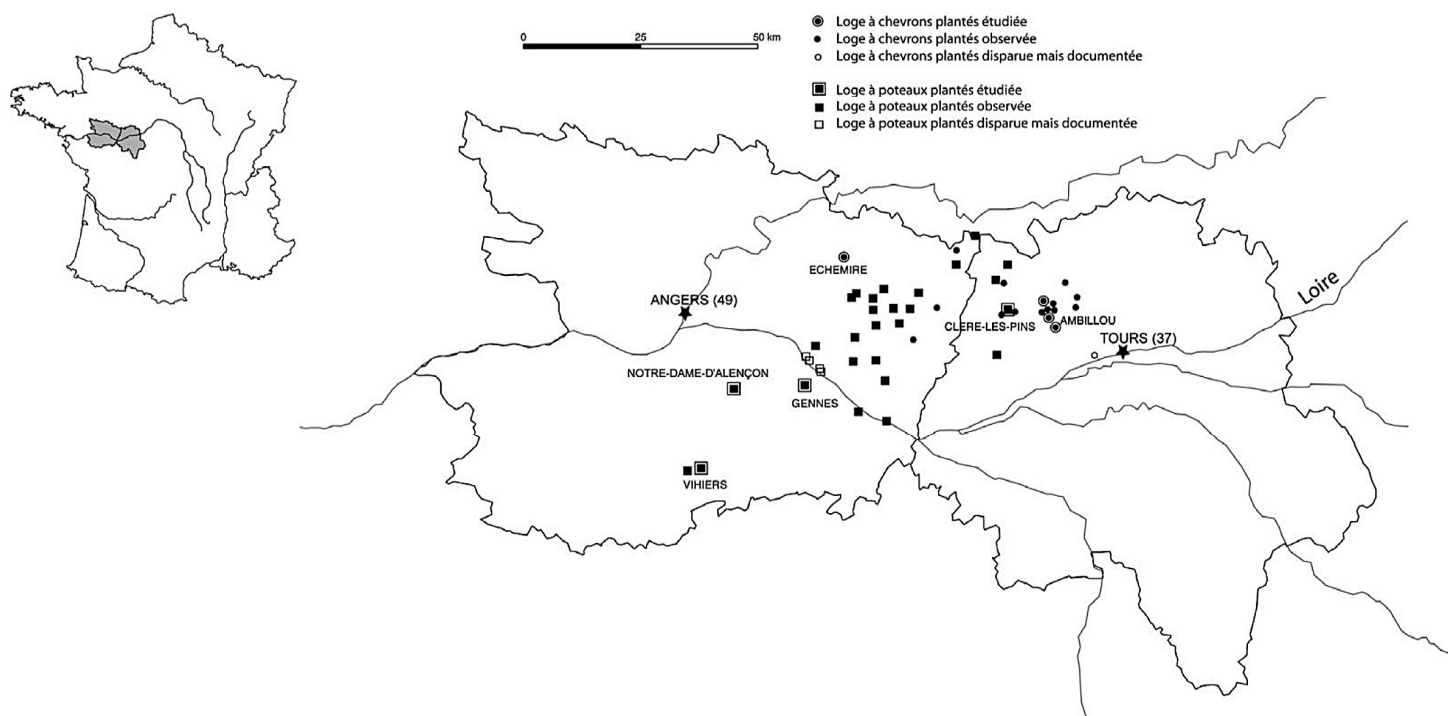 Loge à chevrons plantés étudiée
Loge à chevrons plantés observée
Loge à chevrons plantés disparue mais documentée
0 25 50 km
Loge à poteaux plantés étudiée
Loge à poteaux plantés observée
Loge à poteaux plantés disparue mais documentée
ECHEMIRE
Loire
ANGERS (49)
AMBILLOU
CLERE-LES-PINS
TOURS (37)
NOTRE-DAME-D'ALENÇON
GENNES
VIHIERS